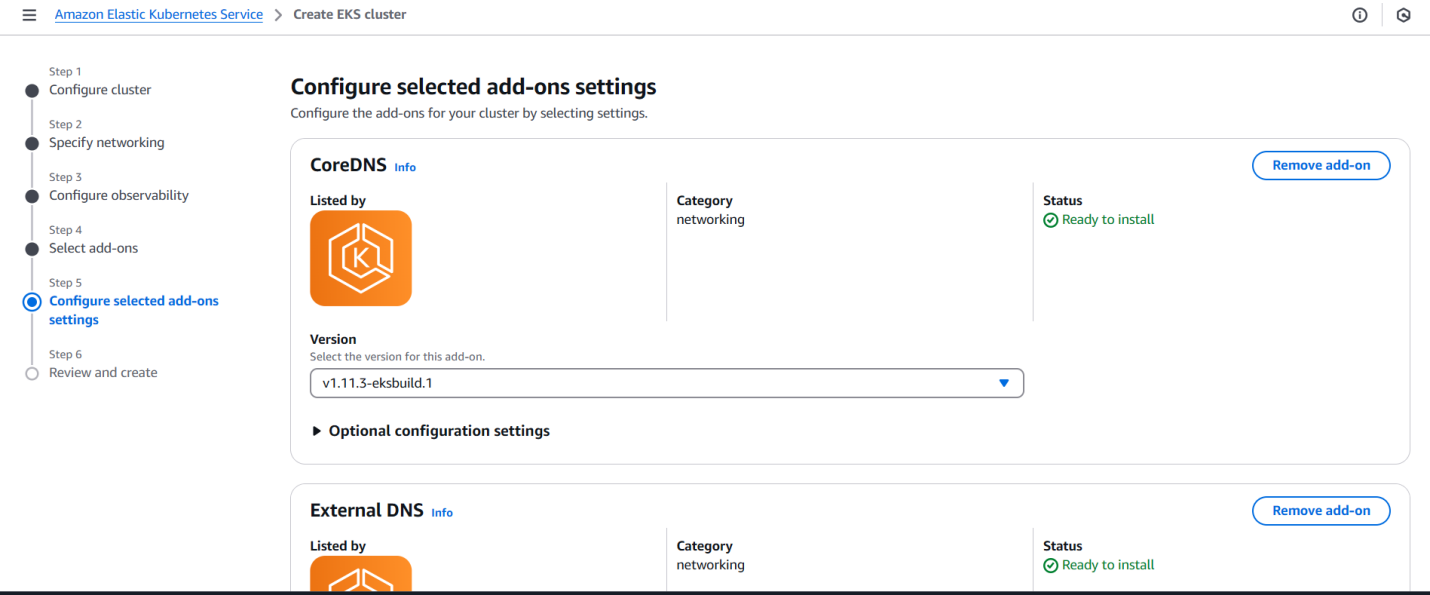 Amazon Elastic Kubernetes Service > Create EKS cluster
Step 1
Configure cluster
Step 2
Specify networking
Step 3
Configure observability
Step 4
Select add-ons
Step 5
Configure selected add-ons
settings
Step 6
Review and create
Configure selected add-ons settings
Configure the add-ons for your cluster by selecting settings.
CoreDNS Info
Remove add-on
Listed by
Category
Status
networking
Ready to install
K
Version
Select the version for this add-on.
v1.11.3-eksbuild.1
Optional configuration settings
External DNS Info
Remove add-on
Listed by
Category
Status
networking
Ready to install